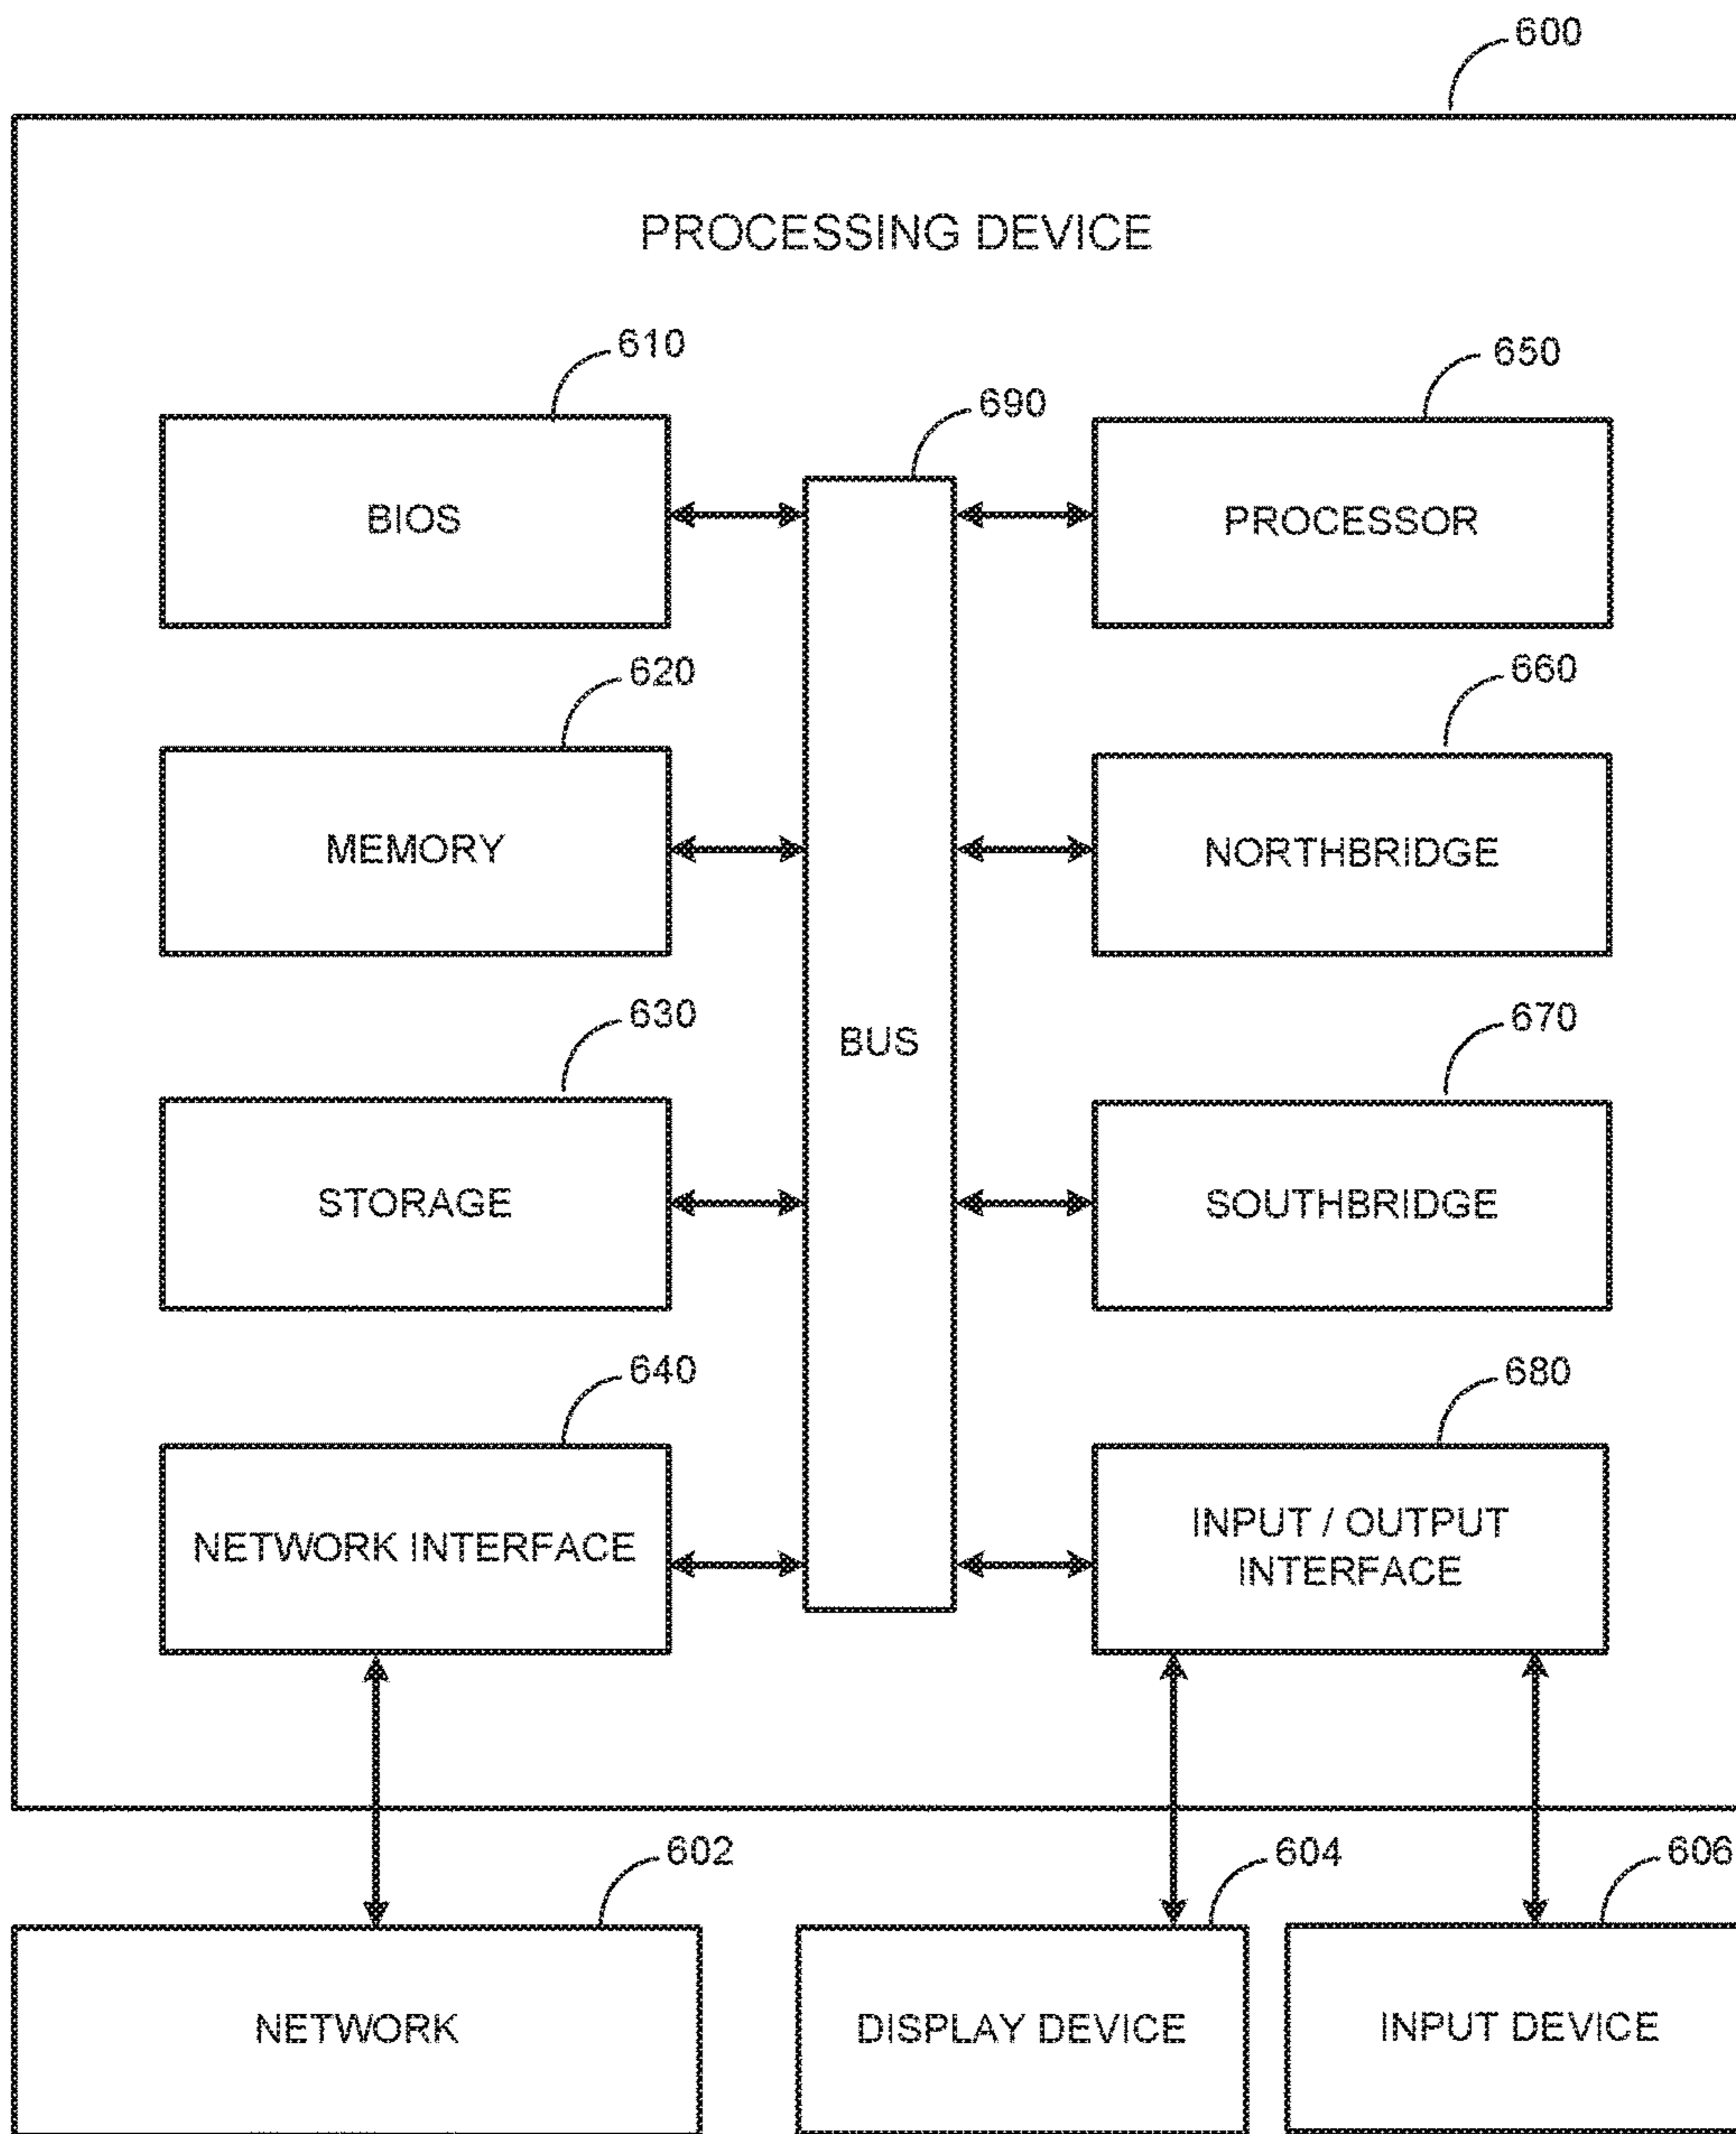 600
PROCESSING DEVICE
610
650
690
BIOS
PROCESSOR
620
660
MEMORY
NORTHBRIDGE
630
670
BUS
STORAGE
SOUTHBRIDGE
640
680
NETWORK INTERFACE
INPUT / OUTPUT
INTERFACE
602
604
606
NETWORK
DISPLAY DEVICE
INPUT DEVICE